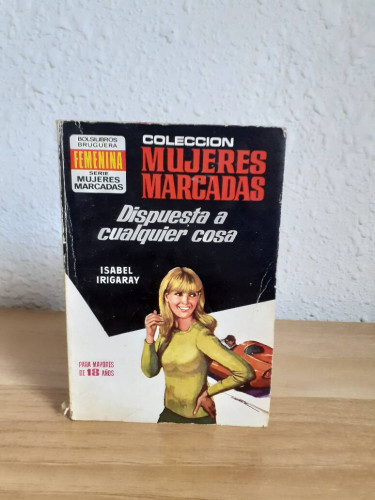 BOLSILIBROS
BRUGUERA
FEMENINA
SERIE
MUJERES
MARCADAS
COLECCION
MUJERES
MARCADAS
Dispuesta a
cualquier cosa
ISABEL
IRIGARAY
PARA MAYORES
DE 18 AÑOS